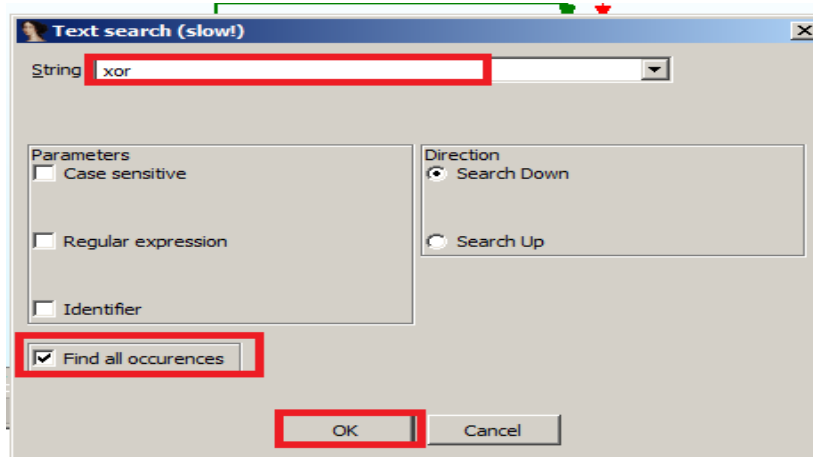 Text search (slow!)
String xor
Parameters
Case sensitive
Regular expression
Identifier
Direction
Search Down
Search Up
Find all occurences
OK
Cancel